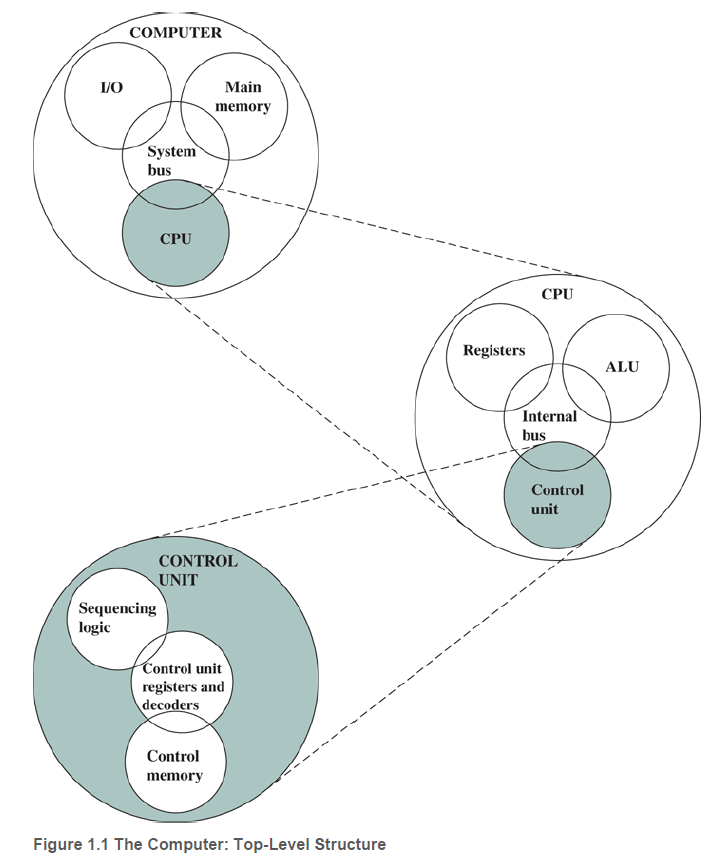 COMPUTER
I/O
Main
memory
System
bus
CPU
CPU
Registers
ALU
Internal
bus
Control
unit
CONTROL
UNIT
Sequencing
logic
Control unit
registers and
decoders
Control
memory
Figure 1.1 The Computer: Top-Level Structure